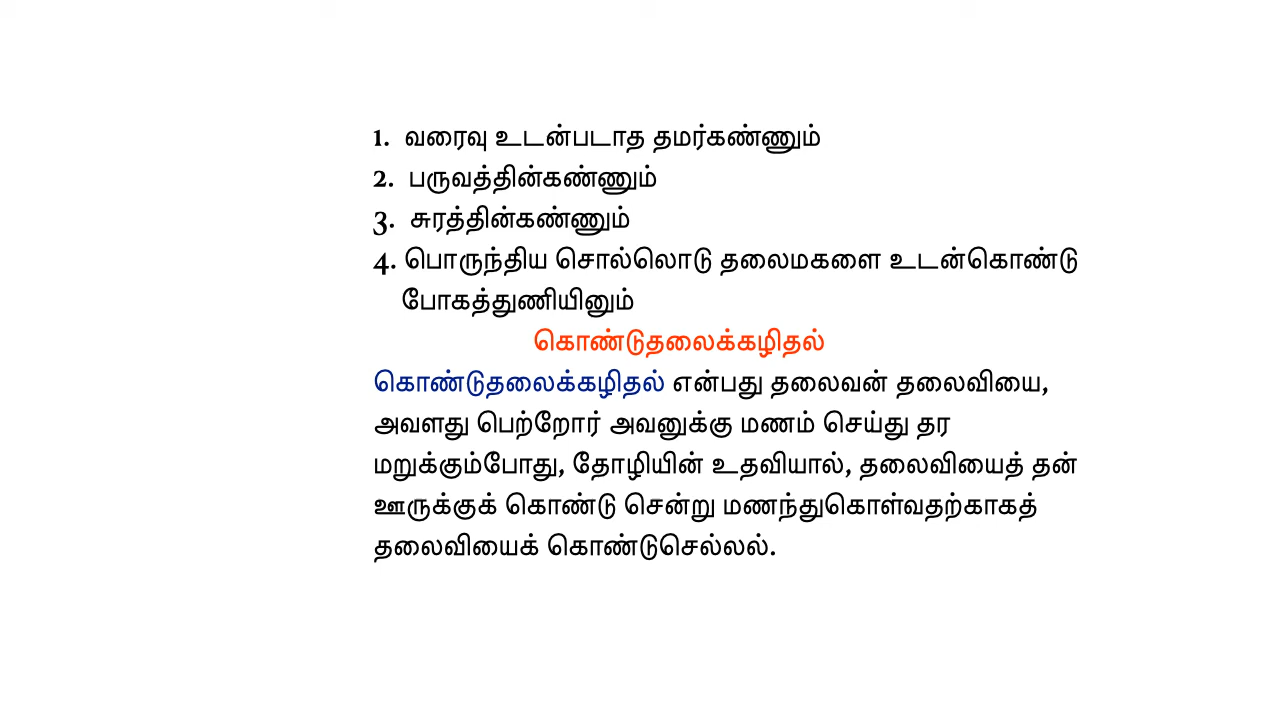 1. வரைவு உடன்படாத தமர்கண்ணும்
2. பருவத்தின்கண்ணும்
3. சுரத்தின்கண்ணும்
4. பொருந்திய சொல்லொடு தலைமகளை உடன்கொண்டு
போகத்துணியினும்
கொண்டுதலைக்கழிதல்
கொண்டுதலைக்கழிதல் என்பது தலைவன் தலைவியை,
அவளது பெற்றோர் அவனுக்கு மணம் செய்து தர
மறுக்கும்போது, தோழியின் உதவியால், தலைவியைத் தன்
ஊருக்குக் கொண்டு சென்று மணந்துகொள்வதற்காகத்
தலைவியைக் கொண்டுசெல்லல்.